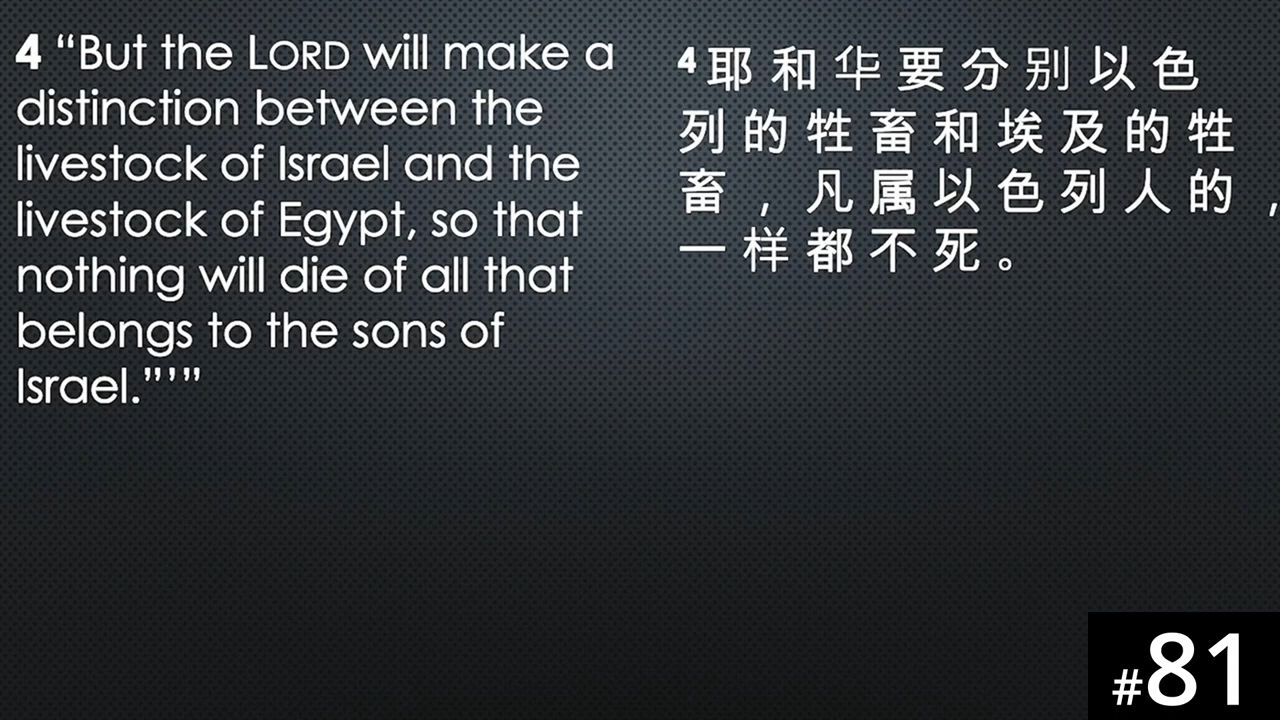 4 “But the LORD will make a
distinction between the
livestock of Israel and the
livestock of Egypt, so that
nothing will die of all that
belongs to the sons of
Israel.”’”
4 耶和华要分别以色
列的牲畜和埃及的牲
畜，凡属以色列人的，
一样都不死。
#81